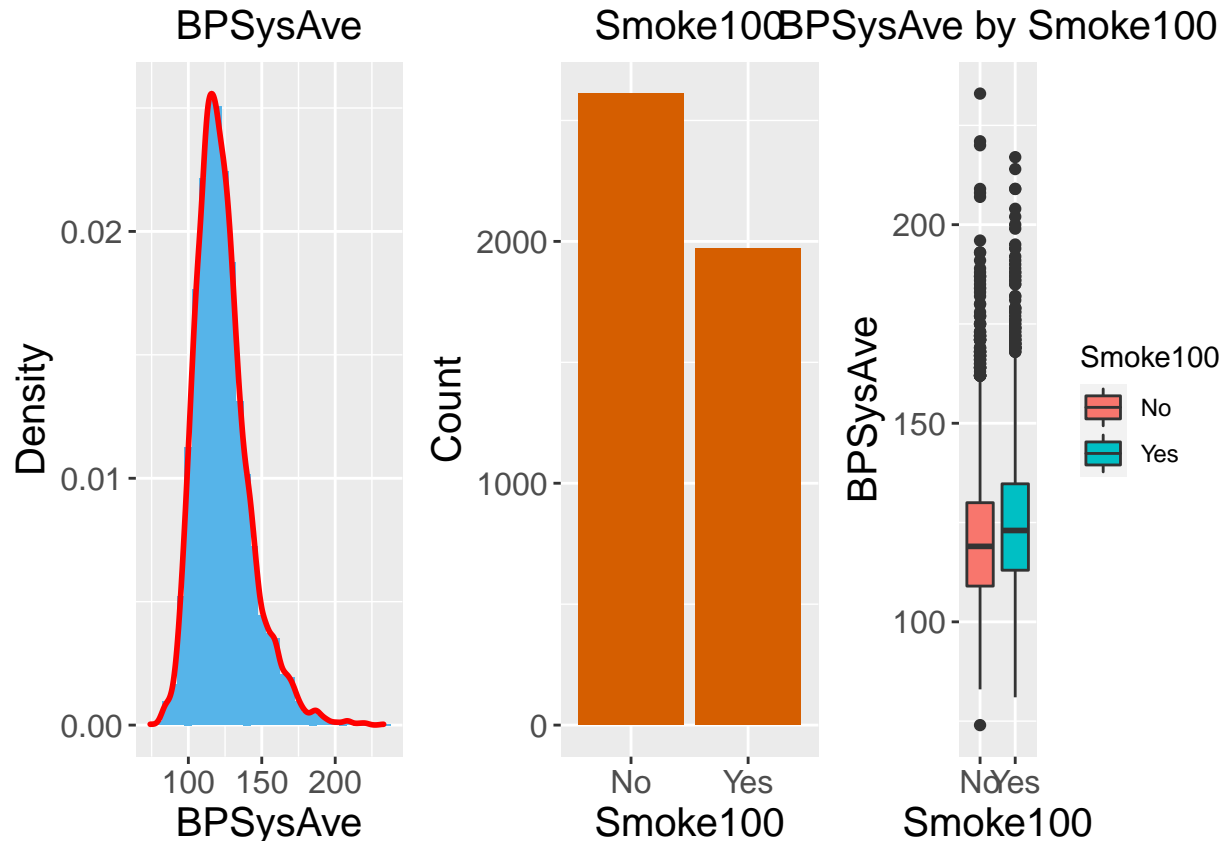 BPSysAve
Density
0.02
0.01
0.00
100 150 200
BPSysAve
Smoke100
Count
2000
1000
0
No Yes
Smoke100
BPSysAve by Smoke100
BPSysAve
200
150
100
No Yes
Smoke100
Smoke100
No
Yes